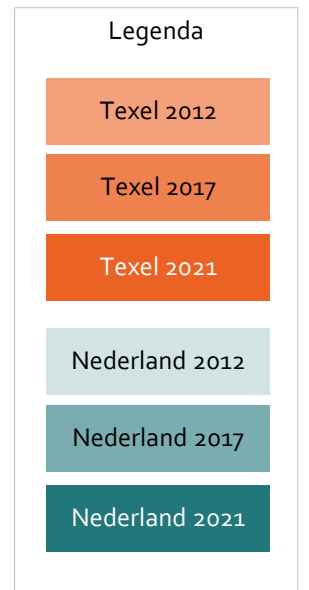 Legenda
Texel 2012
Texel 2017
Texel 2021
Nederland 2012
Nederland 2017
Nederland 2021